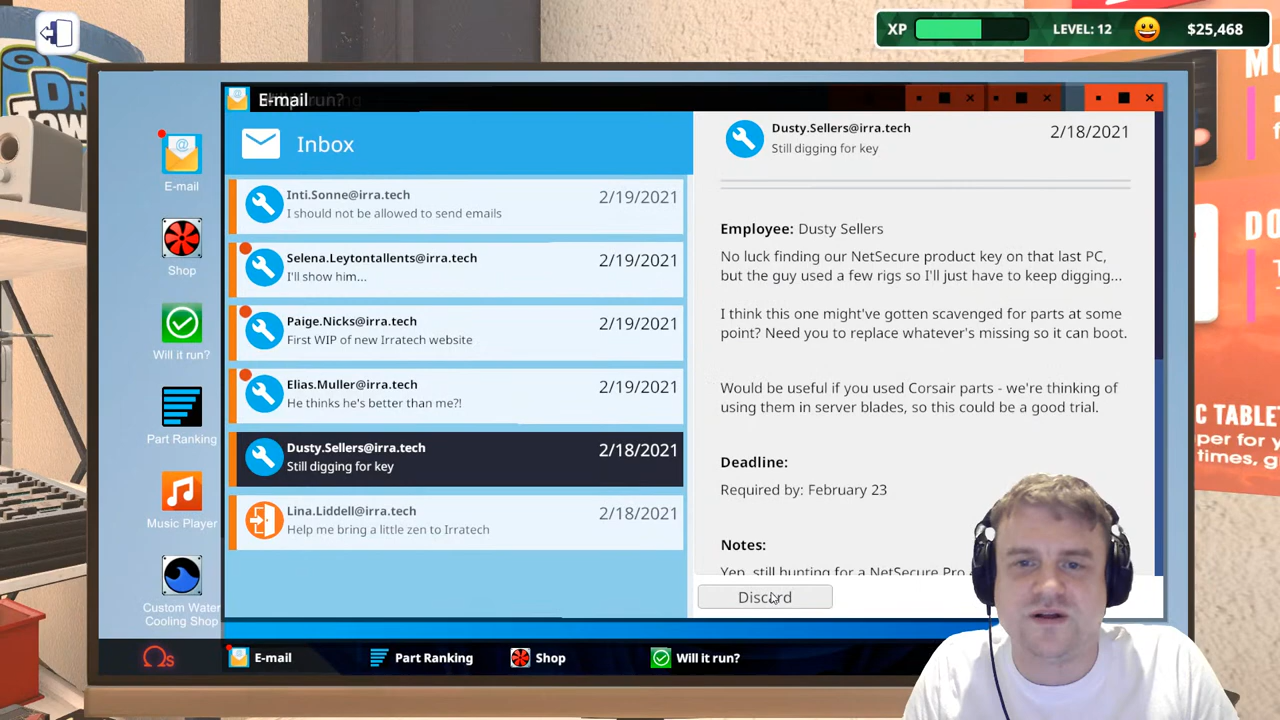 XP
LEVEL: 12
$25,468
E-mail
Inbox
Dusty.Sellers@irra.tech
2/18/2021
Still digging for key
E-mail
Shop
Will it run?
Part Ranking
Music Player
Custom Water
Cooling Shop
Inti.Sonne@irra.tech
2/19/2021
I should not be allowed to send emails
Selena.Leytontallents@irra.tech
2/19/2021
I'll show him...
Paige.Nicks@irra.tech
2/19/2021
First WIP of new Irratech website
Elias.Muller@irra.tech
2/19/2021
He thinks he's better than me?!
Dusty.Sellers@irra.tech
2/18/2021
Still digging for key
Lina.Liddell@irra.tech
2/18/2021
Help me bring a little zen to Irratech
Employee: Dusty Sellers
No luck finding our NetSecure product key on that last PC,
but the guy used a few rigs so I'll just have to keep digging...
I think this one might've gotten scavenged for parts at some
point? Need you to replace whatever's missing so it can boot.
Would be useful if you used Corsair parts - we're thinking of
using them in server blades, so this could be a good trial.
Deadline:
Required by: February 23
Notes:
Yep, still hunting for a NetSecure Pro
Discard
E-mail
Part Ranking
Shop
Will it run?